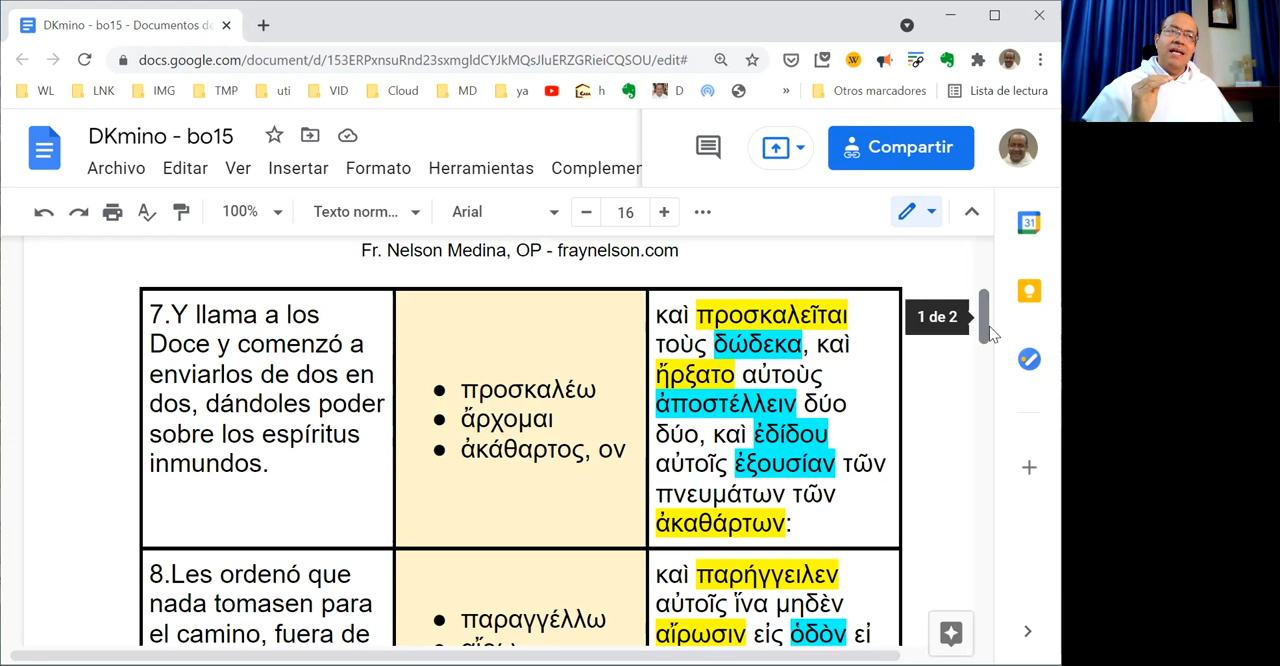 DKmino - bo15 - Documentos de
docs.google.com/document/d/153ERPxnsuRnd23sxmgldCYJkMQsJluERZGRieiCQSOU/edit#
WL LNK IMG TMP uti VID Cloud MD ya h D » Otros marcadores Lista de lectura
DKmino - bo15
Compartir
Archivo Editar Ver Insertar Formato Herramientas Complemen
100% Texto norm... Arial 16
31
Fr. Nelson Medina, OP - fraynelson.com
7.Y llama a los
Doce y comenzó a
enviarlos de dos en
dos, dándoles poder
sobre los espíritus
inmundos.
● προσκαλέω
● ἄρχομαι
● ἀκάθαρτος, ον
καὶ προσκαλεῖται
τοὺς δώδεκα, καὶ
ἤρξατο αὐτοὺς
ἀποστέλλειν δύο
δύο, καὶ ἐδίδου
αὐτοῖς ἐξουσίαν τῶν
πνευμάτων τῶν
ἀκαθάρτων:
1 de 2
8.Les ordenó que
nada tomasen para
el camino, fuera de
● παραγγέλλω
καὶ παρήγγειλεν
αὐτοῖς ἵνα μηδὲν
αἴρωσιν εἰς ὁδὸν εἰ